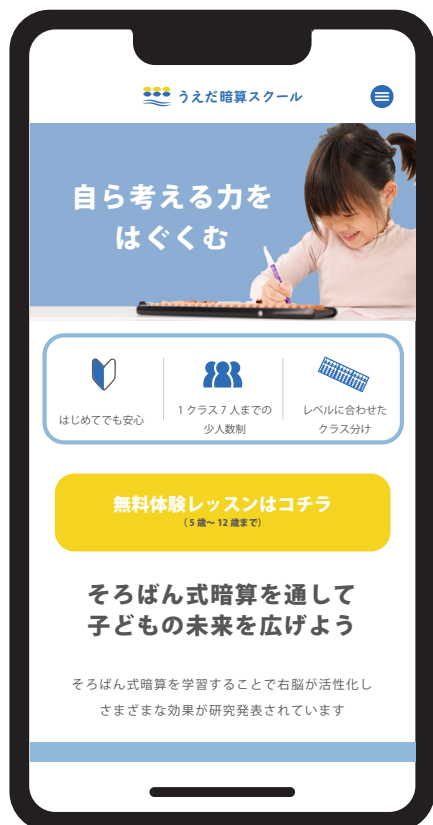 うえだ暗算スクール
自ら考える力を
はぐくむ
はじめてでも安心
1クラス7人までの
少人数制
レベルに合わせた
クラス分け
無料体験レッスンはコチラ
(5歳〜12歳まで)
そろばん式暗算を通して
子どもの未来を広げよう
そろばん式暗算を学習することで右脳が活性化し
さまざまな効果が研究発表されています